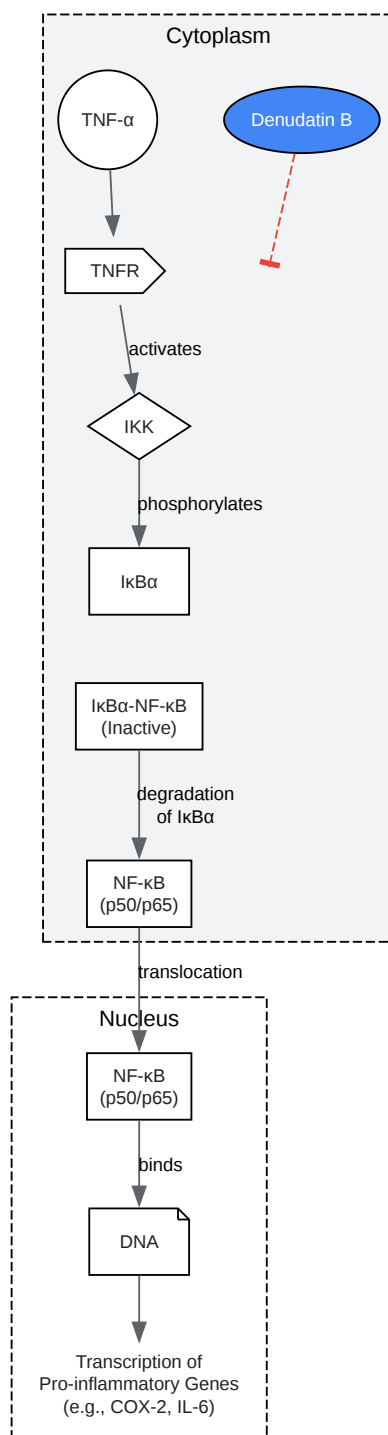 Cytoplasm
TNF-α
Denudatin B
TNFR
activates
IKK
phosphorylates
IκBα
IκBα-NF-κB
(Inactive)
degradation
of IκBα
NF-κB
(p50/p65)
translocation
Nucleus
NF-κB
(p50/p65)
binds
DNA
Transcription of
Pro-inflammatory Genes
(e.g., COX-2, IL-6)